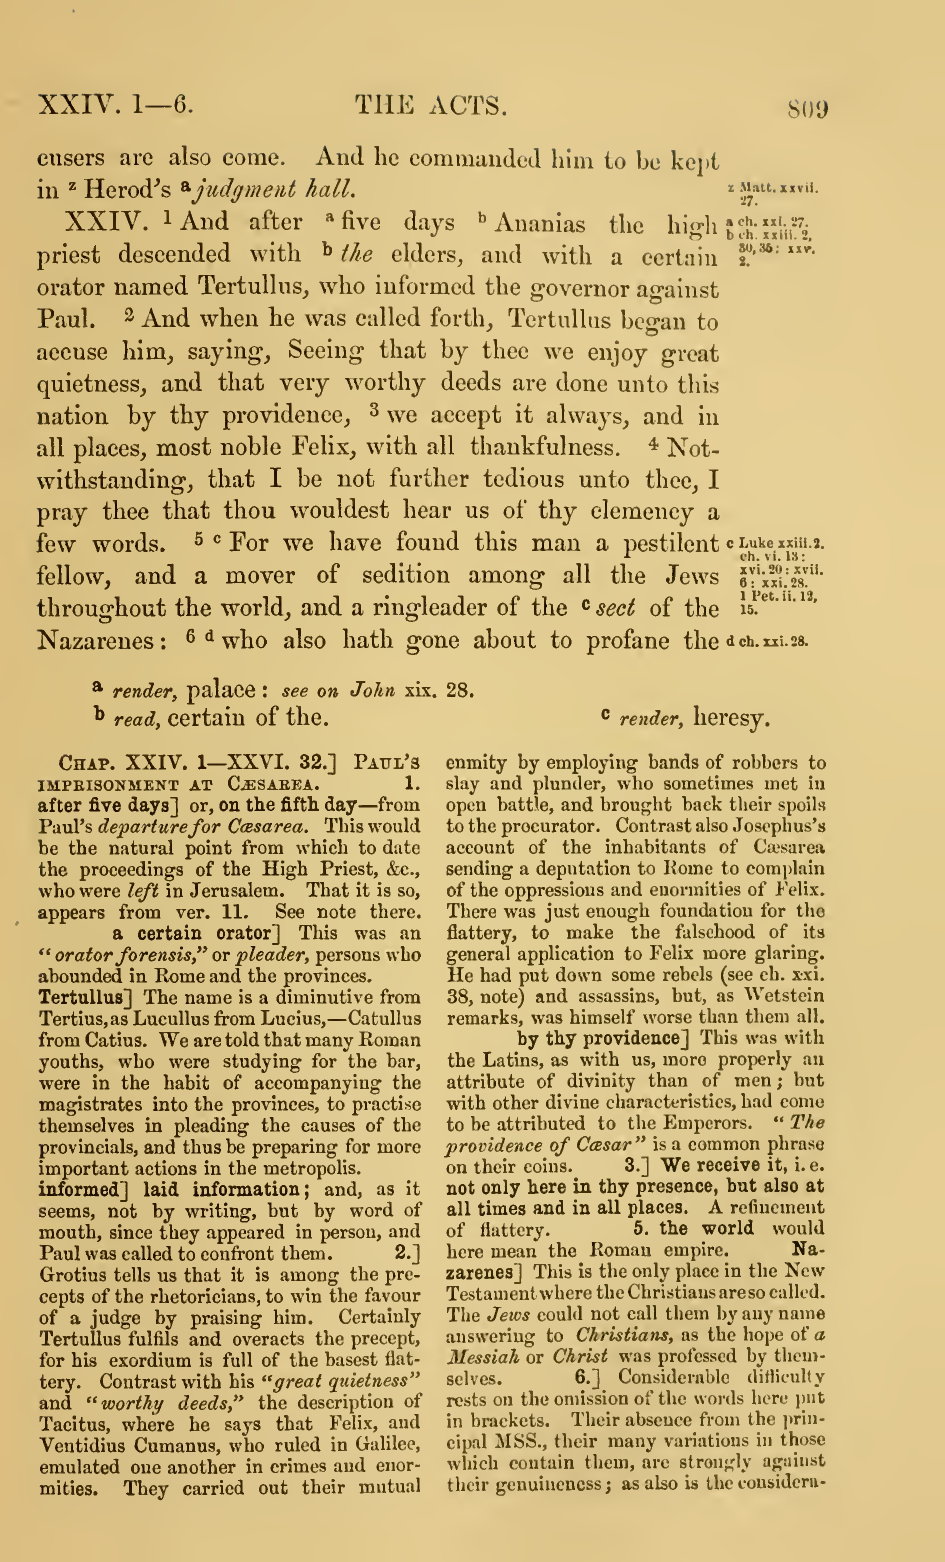 XXIV. 1—6. THE ACTS. 809
cusers are also come. And he commanded him to be kept
in z Herod's a judgment hall.
z Matt. xxvii.
27.
XXIV. 1 And after a five days b Ananias the high
priest descended with b the elders, and with a certain
orator named Tertullus, who informed the governor against
a ch. xxi. 27.
b ch. xxiii. 2,
30, 35: xxv.
2.
Paul. 2 And when he was called forth, Tertullus began to
accuse him, saying, Seeing that by thee we enjoy great
quietness, and that very worthy deeds are done unto this
nation by thy providence, 3 we accept it always, and in
all places, most noble Felix, with all thankfulness. 4 Not-
withstanding, that I be not further tedious unto thee, I
pray thee that thou wouldest hear us of thy clemency a
few words. 5 c For we have found this man a pestilent
fellow, and a mover of sedition among all the Jews
throughout the world, and a ringleader of the c sect of the
c Luke xxiii. 2.
ch. vi. 13:
xvi. 20: xvii.
6: xxi. 28.
1 Pet. ii. 12,
15.
Nazarenes: 6 d who also hath gone about to profane the
d ch. xxi. 28.
a render, palace: see on John xix. 28.
b read, certain of the. c render, heresy.
CHAP. XXIV. 1—XXVI. 32.] PAUL'S
IMPRISONMENT AT CÆSAREA. 1.
after five days] or, on the fifth day—from
Paul's departure for Cæsarea. This would
be the natural point from which to date
the proceedings of the High Priest, &c.,
who were left in Jerusalem. That it is so,
appears from ver. 11. See note there.
a certain orator] This was an
"orator forensis," or pleader, persons who
abounded in Rome and the provinces.
Tertullus] The name is a diminutive from
Tertius, as Lucullus from Lucius,—Catullus
from Catius. We are told that many Roman
youths, who were studying for the bar,
were in the habit of accompanying the
magistrates into the provinces, to practise
themselves in pleading the causes of the
provincials, and thus be preparing for more
important actions in the metropolis.
informed] laid information; and, as it
seems, not by writing, but by word of
mouth, since they appeared in person, and
Paul was called to confront them. 2.]
Grotius tells us that it is among the pre-
cepts of the rhetoricians, to win the favour
of a judge by praising him. Certainly
Tertullus fulfils and overacts the precept,
for his exordium is full of the basest flat-
tery. Contrast with his "great quietness"
and "worthy deeds," the description of
Tacitus, where he says that Felix, and
Ventidius Cumanus, who ruled in Galilee,
emulated one another in crimes and enor-
mities. They carried out their mutual
enmity by employing bands of robbers to
slay and plunder, who sometimes met in
open battle, and brought back their spoils
to the procurator. Contrast also Josephus's
account of the inhabitants of Cæsarea
sending a deputation to Rome to complain
of the oppressions and enormities of Felix.
There was just enough foundation for the
flattery, to make the falsehood of its
general application to Felix more glaring.
He had put down some rebels (see ch. xxi.
38, note) and assassins, but, as Wetstein
remarks, was himself worse than them all.
by thy providence] This was with
the Latins, as with us, more properly an
attribute of divinity than of men; but
with other divine characteristics, had come
to be attributed to the Emperors. "The
providence of Cæsar" is a common phrase
on their coins. 3.] We receive it, i. e.
not only here in thy presence, but also at
all times and in all places. A refinement
of flattery. 5. the world would
here mean the Roman empire. Na-
zarenes] This is the only place in the New
Testament where the Christians are so called.
The Jews could not call them by any name
answering to Christians, as the hope of a
Messiah or Christ was professed by them-
selves. 6.] Considerable difficulty
rests on the omission of the words here put
in brackets. Their absence from the prin-
cipal MSS., their many variations in those
which contain them, are strongly against
their genuineness; as also is the considera-